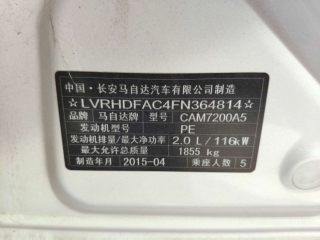 中国·长安马自达汽车有限公司制造
☆LVRHDFAC4FN364814☆
品牌 马自达牌 型号 CAM7200A5
发动机型号 PE
发动机排量/最大净功率 2.0 L / 116kW
最大允许总质量 1855 kg
制造年月 2015-04 乘座人数 5